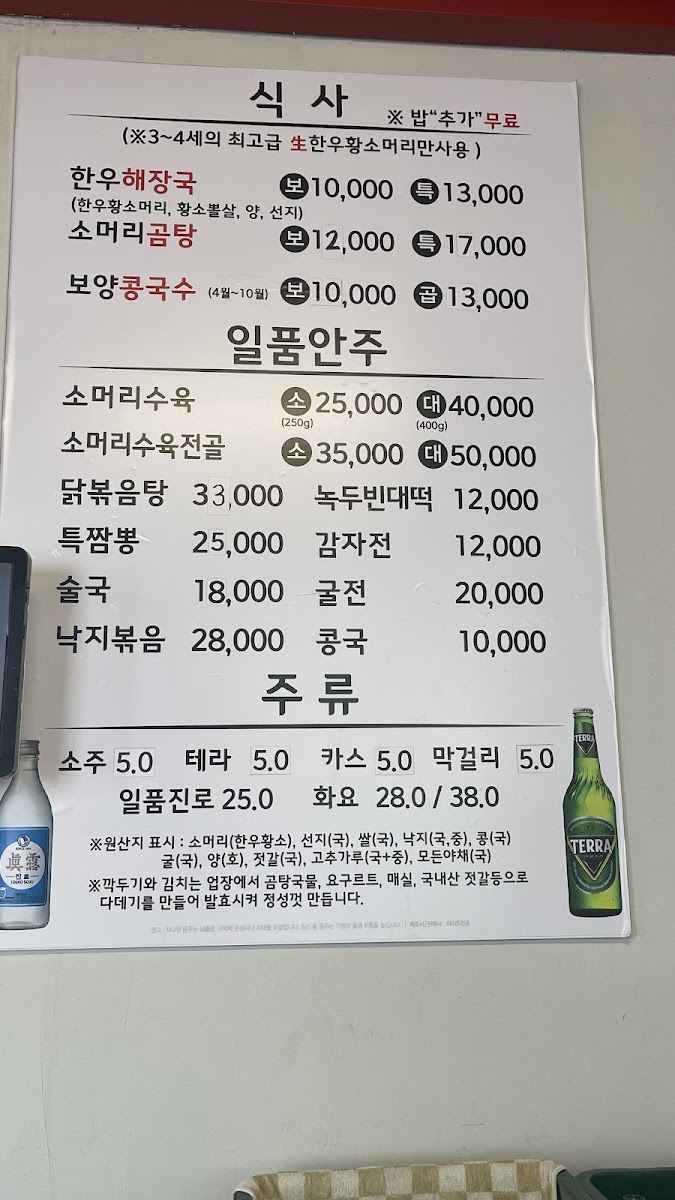 식 사
※ 밥"추가"무료
(※3~4세의 최고급 生한우황소머리만사용 )
한우해장국 보10,000 특13,000
(한우황소머리, 황소뽈살, 양, 선지)
소머리곰탕 보12,000 특17,000
보양콩국수 (4월~10월) 보10,000 곱13,000
일품안주
소머리수육 소25,000 대40,000
(250g) (400g)
소머리수육전골 소35,000 대50,000
닭볶음탕 33,000 녹두빈대떡 12,000
특짬뽕 25,000 감자전 12,000
술국 18,000 굴전 20,000
낙지볶음 28,000 콩국 10,000
주 류
소주 5.0 테라 5.0 카스 5.0 막걸리 5.0
일품진로 25.0 화요 28.0 / 38.0
※원산지 표시 : 소머리(한우황소), 선지(국), 쌀(국), 낙지(국,중), 콩(국)
굴(국), 양(호), 젓갈(국), 고추가루(국+중), 모든야채(국)
※깍두기와 김치는 업장에서 곰탕국물, 요구르트, 매실, 국내산 젓갈등으로
다데기를 만들어 발효시켜 정성껏 만듭니다.
TERRA
TERRA
眞露